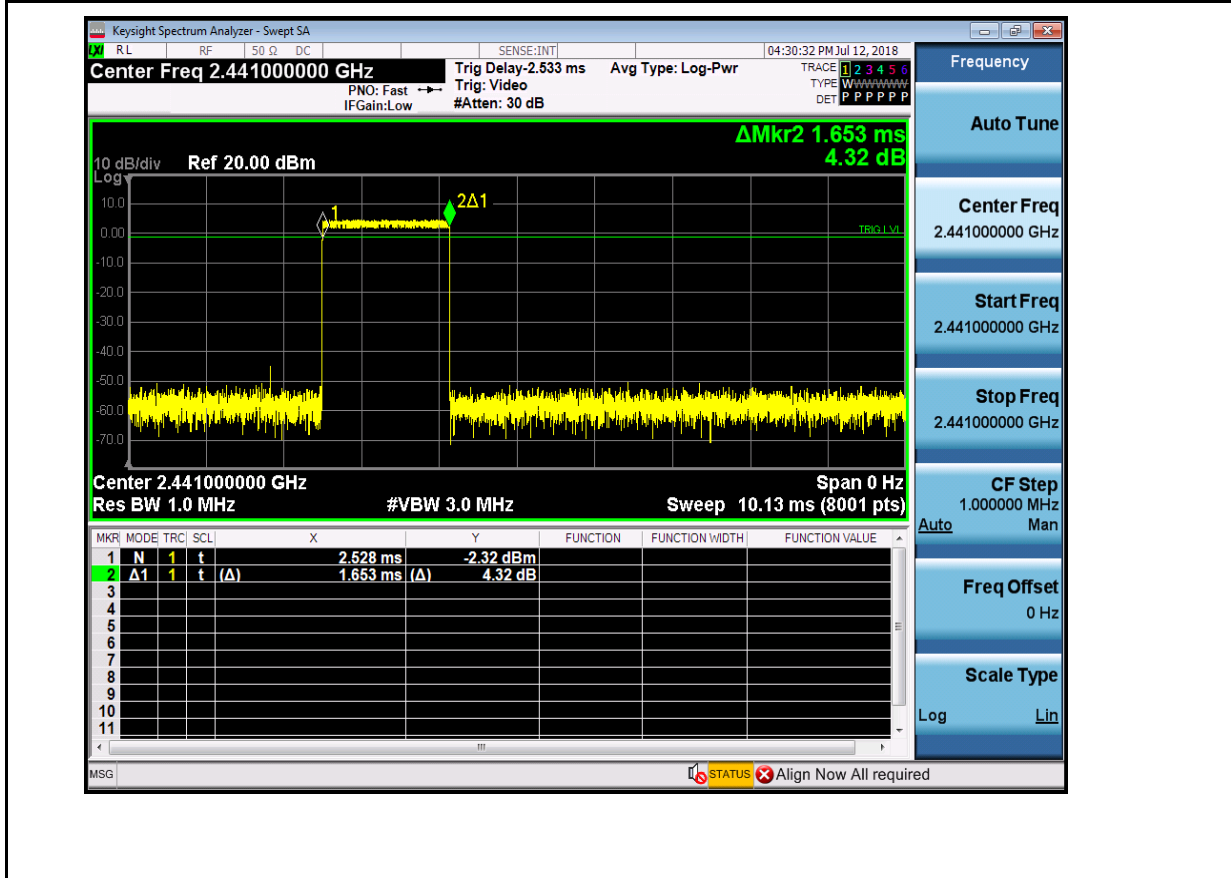 Keysight Spectrum Analyzer - Swept SA
LXI RL RF 50 Ω DC SENSE:INT 04:30:32 PM Jul 12, 2018
Center Freq 2.441000000 GHz
PNO: Fast
IFGain:Low
Trig Delay-2.533 ms
Trig: Video
#Atten: 30 dB
Avg Type: Log-Pwr
TRACE 1 2 3 4 5 6
TYPE WWWWWW
DET P P P P P P
ΔMkr2 1.653 ms
4.32 dB
10 dB/div Ref 20.00 dBm
Log
10.0
0.00
-10.0
-20.0
-30.0
-40.0
-50.0
-60.0
-70.0
1
2Δ1
TRIG LVL
Center 2.441000000 GHz Span 0 Hz
Res BW 1.0 MHz #VBW 3.0 MHz Sweep 10.13 ms (8001 pts)
MKR MODE TRC SCL X Y FUNCTION FUNCTION WIDTH FUNCTION VALUE
1 N 1 t 2.528 ms -2.32 dBm
2 Δ1 1 t (Δ) 1.653 ms (Δ) 4.32 dB
3
4
5
6
7
8
9
10
11
MSG STATUS Align Now All required
Frequency
Auto Tune
Center Freq
2.441000000 GHz
Start Freq
2.441000000 GHz
Stop Freq
2.441000000 GHz
CF Step
1.000000 MHz
Auto Man
Freq Offset
0 Hz
Scale Type
Log Lin